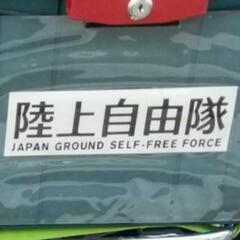 陸上自由隊
JAPAN GROUND SELF-FREE FORCE